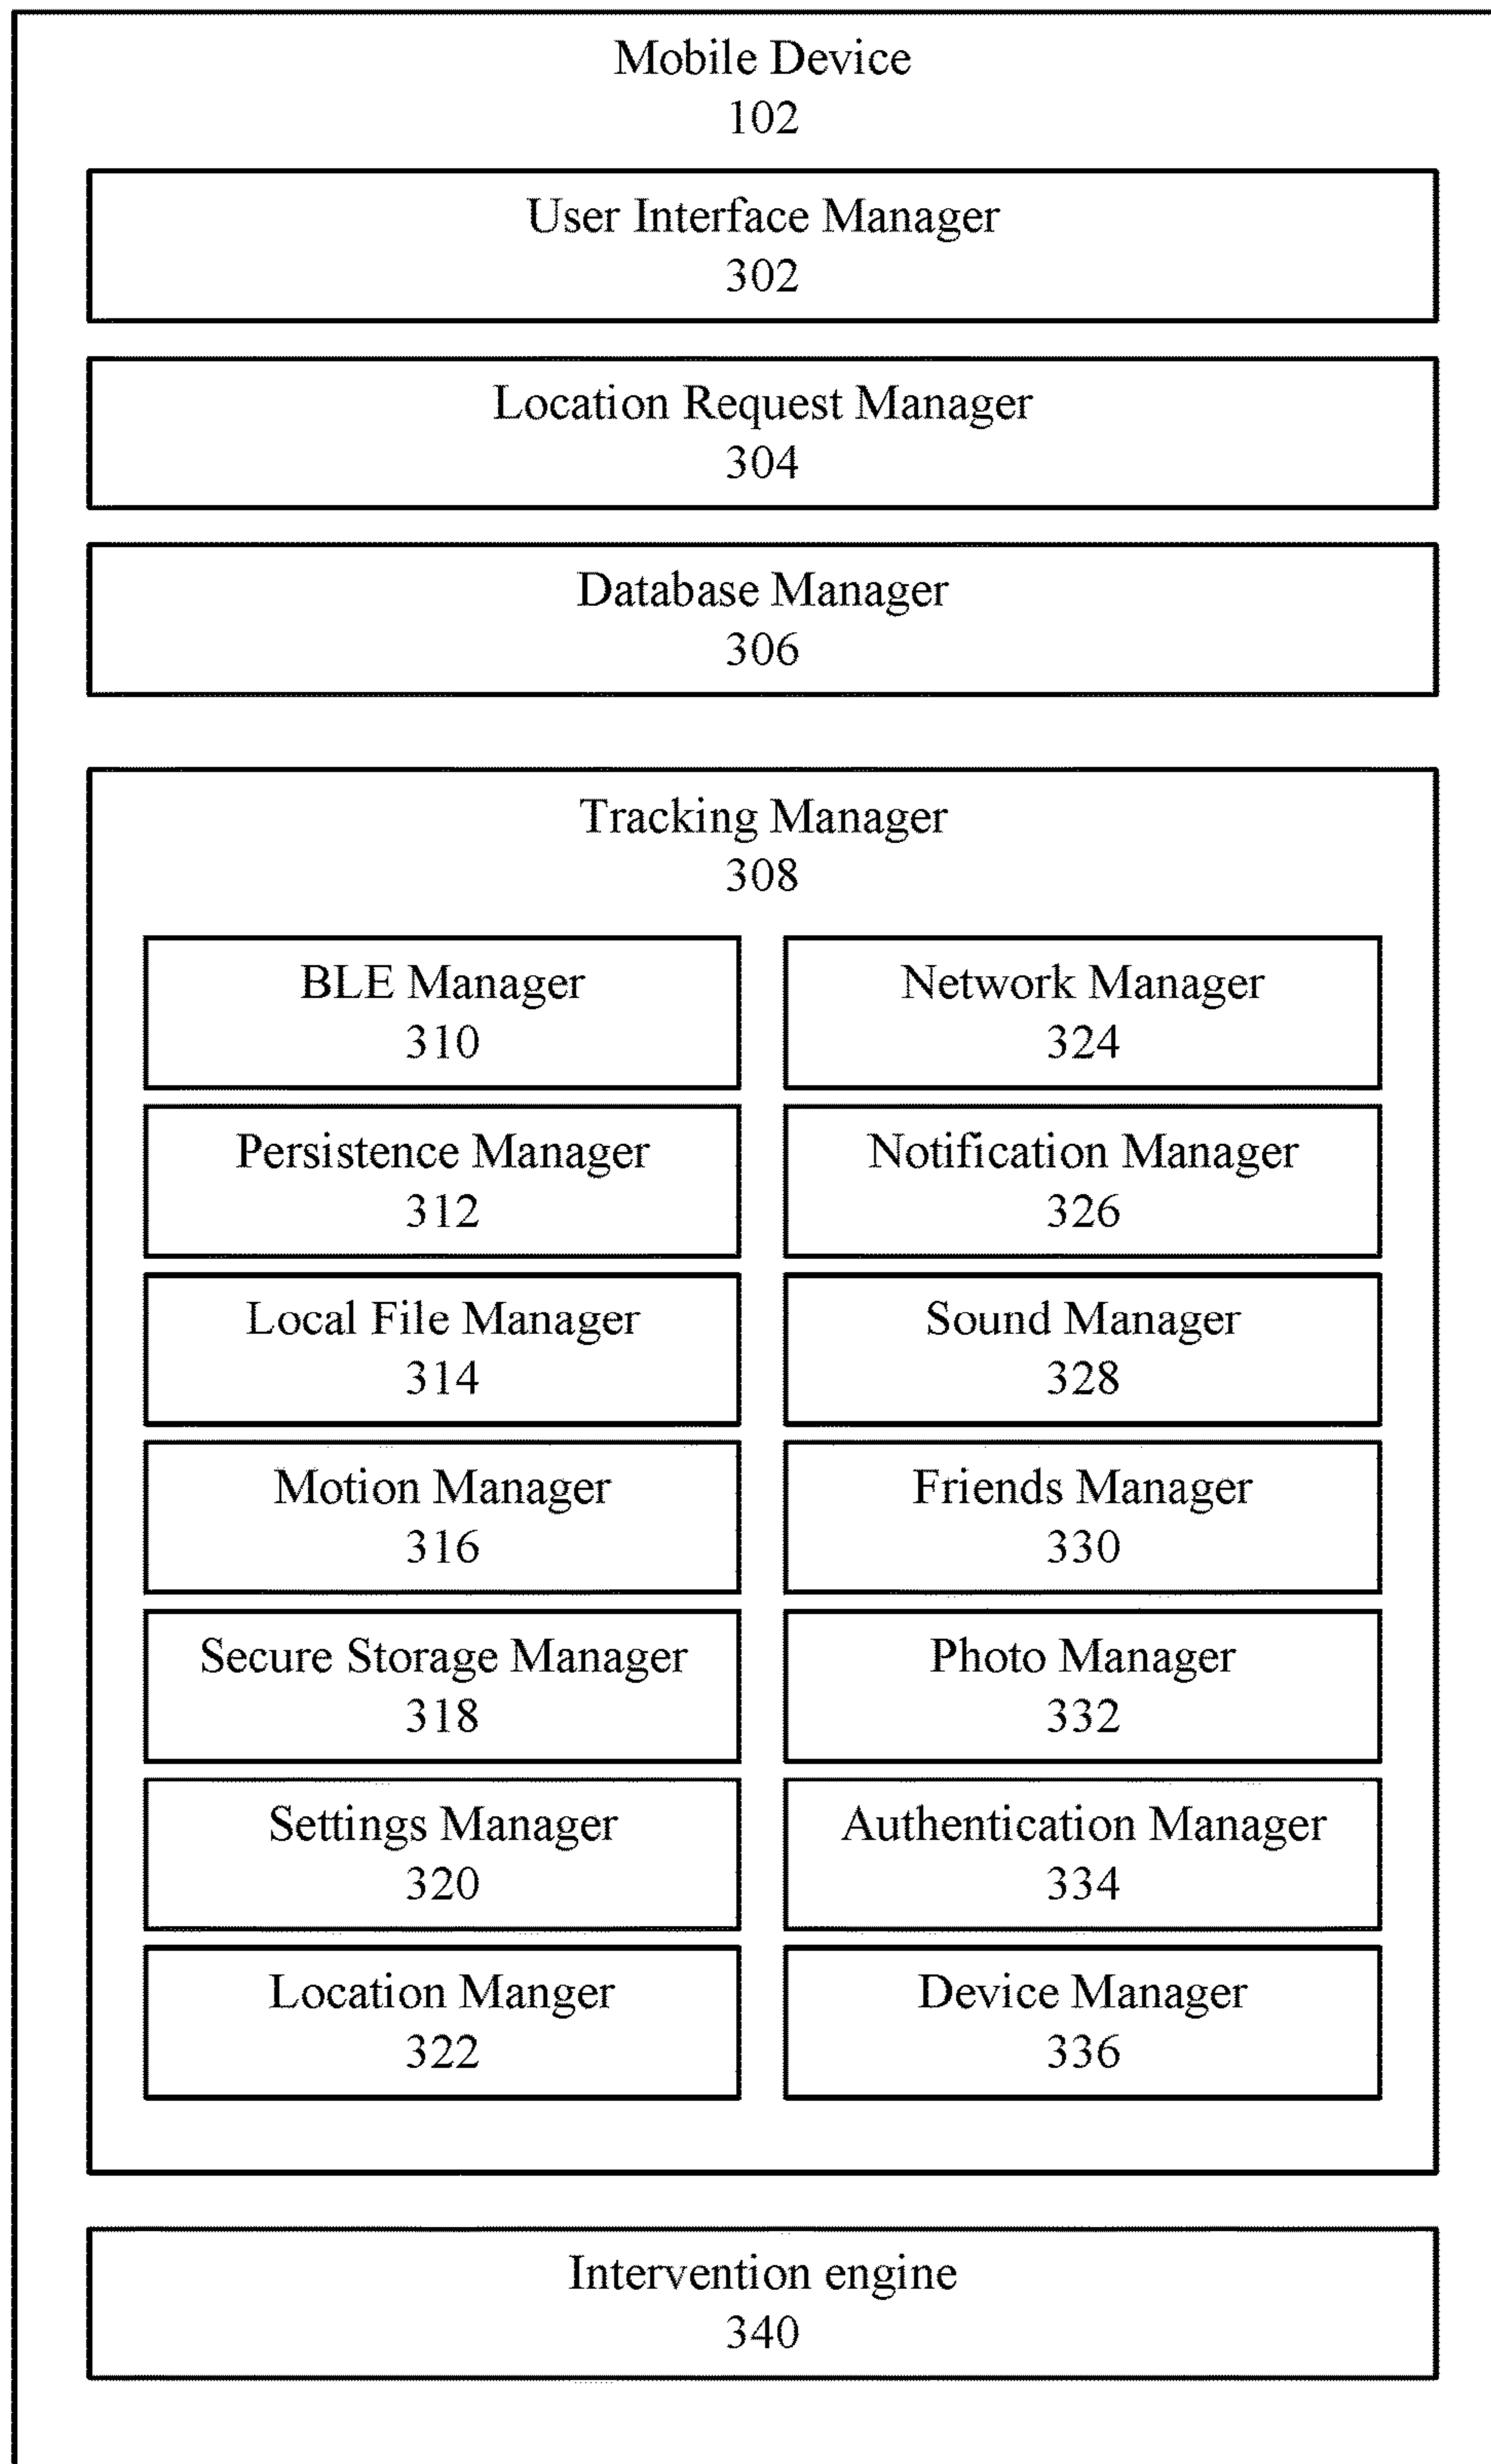 Mobile Device
102
User Interface Manager
302
Location Request Manager
304
Database Manager
306
Tracking Manager
308
BLE Manager
310
Network Manager
324
Persistence Manager
312
Notification Manager
326
Local File Manager
314
Sound Manager
328
Motion Manager
316
Friends Manager
330
Secure Storage Manager
318
Photo Manager
332
Settings Manager
320
Authentication Manager
334
Location Manger
322
Device Manager
336
Intervention engine
340